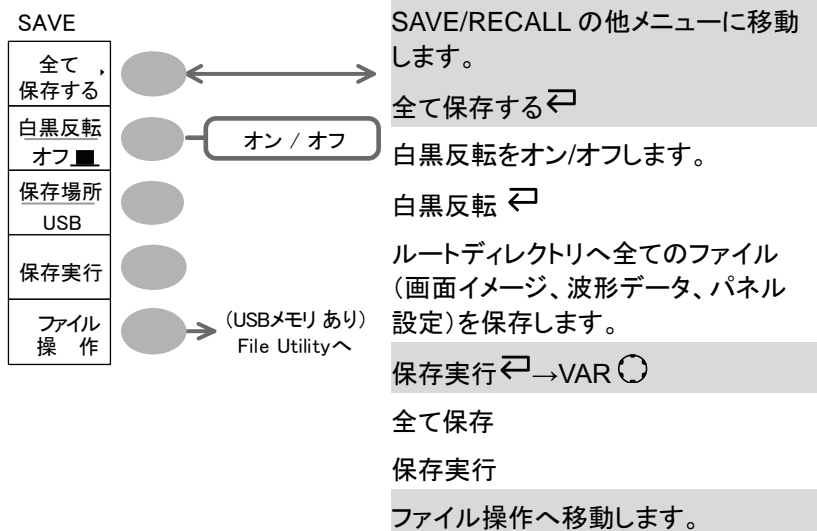 SAVE
全て
保存する
白黒反転
オフ
保存場所
USB
保存実行
ファイル
操 作
オン / オフ
(USBメモリ あり)
File Utilityへ
SAVE/RECALL の他メニューに移動
します。
全て保存する
白黒反転をオン/オフします。
白黒反転
ルートディレクトリへ全てのファイル
(画面イメージ、波形データ、パネル
設定)を保存します。
保存実行→VAR
全て保存
保存実行
ファイル操作へ移動します。